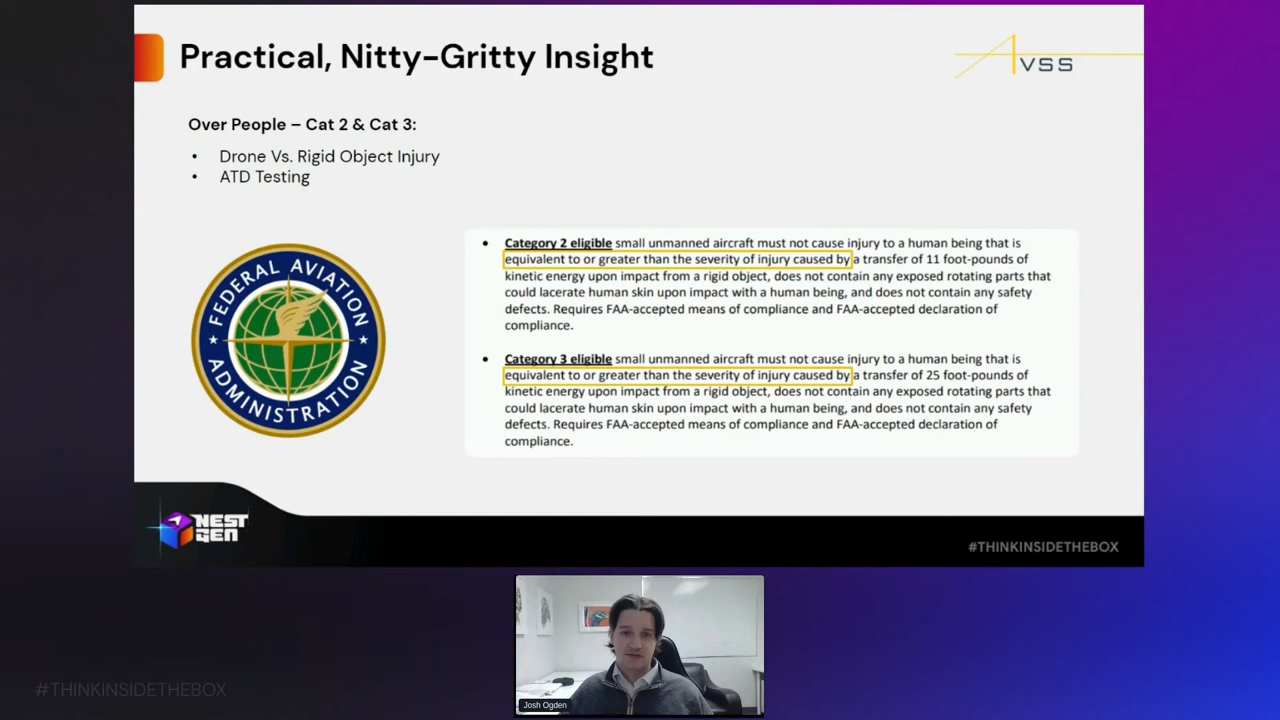 Practical, Nitty-Gritty Insight
AVSS
Over People – Cat 2 & Cat 3:
• Drone Vs. Rigid Object Injury
• ATD Testing
FEDERAL AVIATION
ADMINISTRATION
• Category 2 eligible small unmanned aircraft must not cause injury to a human being that is
equivalent to or greater than the severity of injury caused by a transfer of 11 foot-pounds of
kinetic energy upon impact from a rigid object, does not contain any exposed rotating parts that
could lacerate human skin upon impact with a human being, and does not contain any safety
defects. Requires FAA-accepted means of compliance and FAA-accepted declaration of
compliance.
• Category 3 eligible small unmanned aircraft must not cause injury to a human being that is
equivalent to or greater than the severity of injury caused by a transfer of 25 foot-pounds of
kinetic energy upon impact from a rigid object, does not contain any exposed rotating parts that
could lacerate human skin upon impact with a human being, and does not contain any safety
defects. Requires FAA-accepted means of compliance and FAA-accepted declaration of
compliance.
NEST
GEN
#THINKINSIDETHEBOX
Josh Ogden
#THINKINSIDETHEBOX